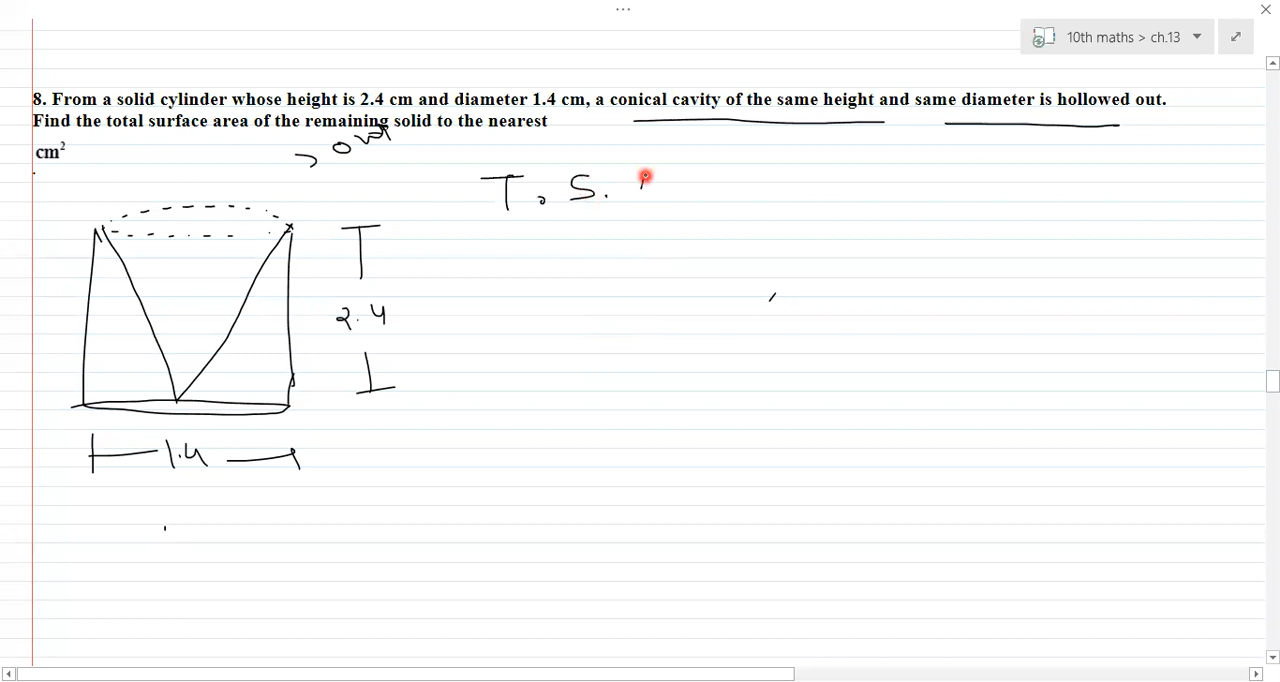 10th maths > ch.13
8. From a solid cylinder whose height is 2.4 cm and diameter 1.4 cm, a conical cavity of the same height and same diameter is hollowed out.
Find the total surface area of the remaining solid to the nearest
cm²
.
T. S.
2.4
1.4